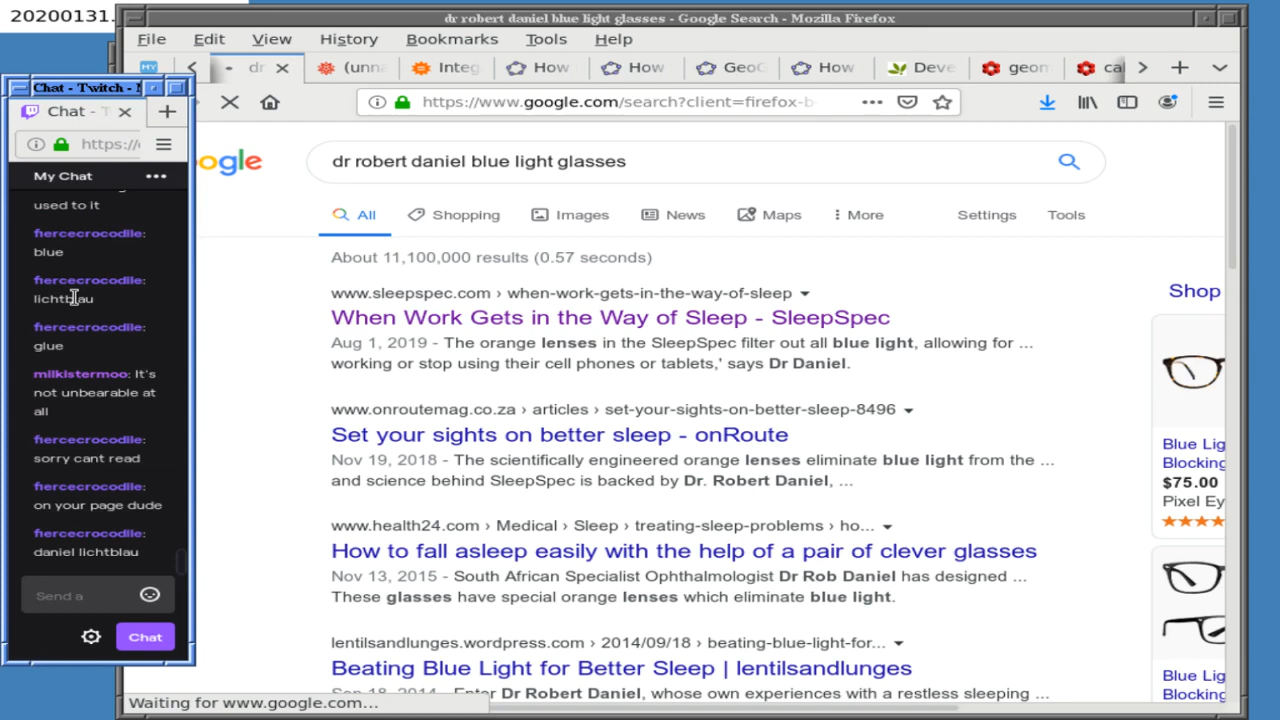 20200131.
dr robert daniel blue light glasses - Google Search - Mozilla Firefox
File Edit View History Bookmarks Tools Help
dr (unn Integ How How GeoG How Deve geom ca
https://www.google.com/search?client=firefox-b
Chat - Twitch -
Chat - T
https://
My Chat
used to it
fiercecrocodile:
blue
fiercecrocodile:
lichtblau
fiercecrocodile:
glue
milkistermoo: It's
not unbearable at
all
fiercecrocodile:
sorry cant read
fiercecrocodile:
on your page dude
fiercecrocodile:
daniel lichtblau
Send a
Chat
ogle
dr robert daniel blue light glasses
All Shopping Images News Maps More Settings Tools
About 11,100,000 results (0.57 seconds)
www.sleepspec.com › when-work-gets-in-the-way-of-sleep
When Work Gets in the Way of Sleep - SleepSpec
Aug 1, 2019 - The orange lenses in the SleepSpec filter out all blue light, allowing for ...
working or stop using their cell phones or tablets,' says Dr Daniel.
www.onroutemag.co.za › articles › set-your-sights-on-better-sleep-8496
Set your sights on better sleep - onRoute
Nov 19, 2018 - The scientifically engineered orange lenses eliminate blue light from the ...
and science behind SleepSpec is backed by Dr. Robert Daniel, ...
www.health24.com › Medical › Sleep › treating-sleep-problems › ho...
How to fall asleep easily with the help of a pair of clever glasses
Nov 13, 2015 - South African Specialist Ophthalmologist Dr Rob Daniel has designed ...
These glasses have special orange lenses which eliminate blue light.
lentilsandlunges.wordpress.com › 2014/09/18 › beating-blue-light-for...
Beating Blue Light for Better Sleep | lentilsandlunges
Sep 18, 2014 - Enter Dr Robert Daniel, whose own experiences with a restless sleeping ...
Shop
Blue Lig
Blocking
$75.00
Pixel Ey
Blue Lig
Blocking
Waiting for www.google.com...